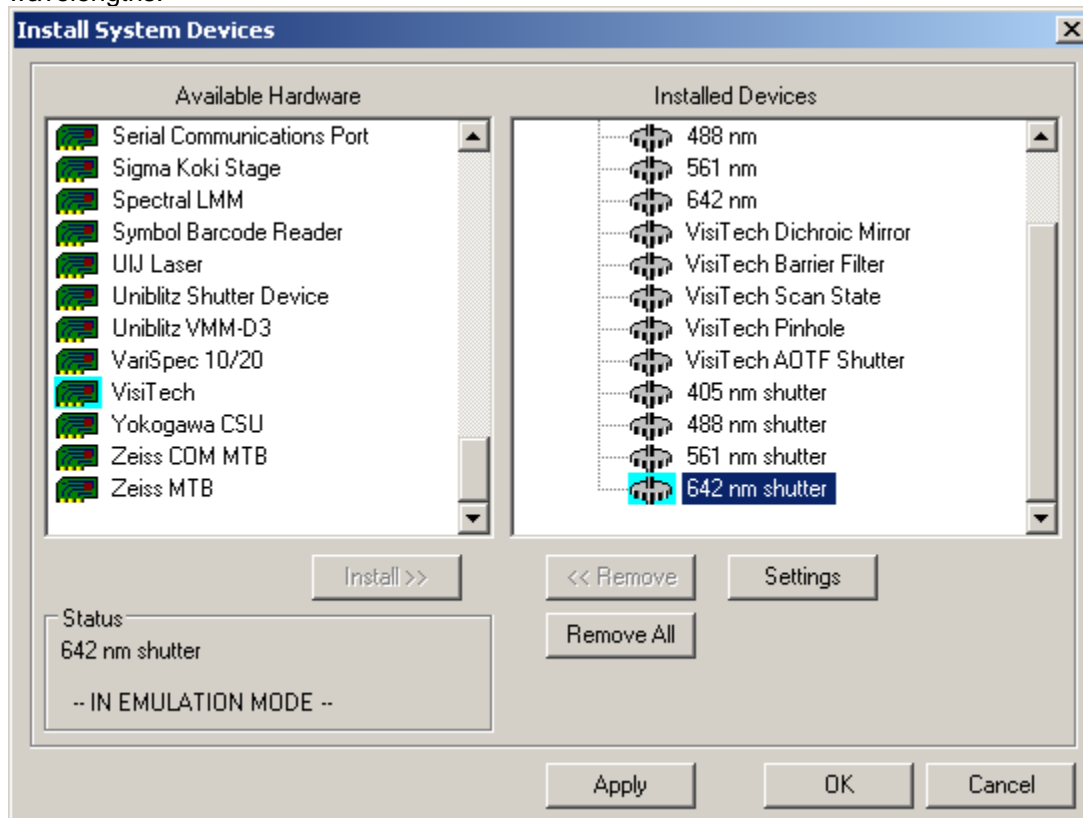 wavelengths.
Install System Devices
Available Hardware
Installed Devices
Serial Communications Port
Sigma Koki Stage
Spectral LMM
Symbol Barcode Reader
UIJ Laser
Uniblitz Shutter Device
Uniblitz VMM-D3
VariSpec 10/20
VisiTech
Yokogawa CSU
Zeiss COM MTB
Zeiss MTB
488 nm
561 nm
642 nm
VisiTech Dichroic Mirror
VisiTech Barrier Filter
VisiTech Scan State
VisiTech Pinhole
VisiTech AOTF Shutter
405 nm shutter
488 nm shutter
561 nm shutter
642 nm shutter
Install >>
<< Remove
Settings
Remove All
Status
642 nm shutter
-- IN EMULATION MODE --
Apply
OK
Cancel